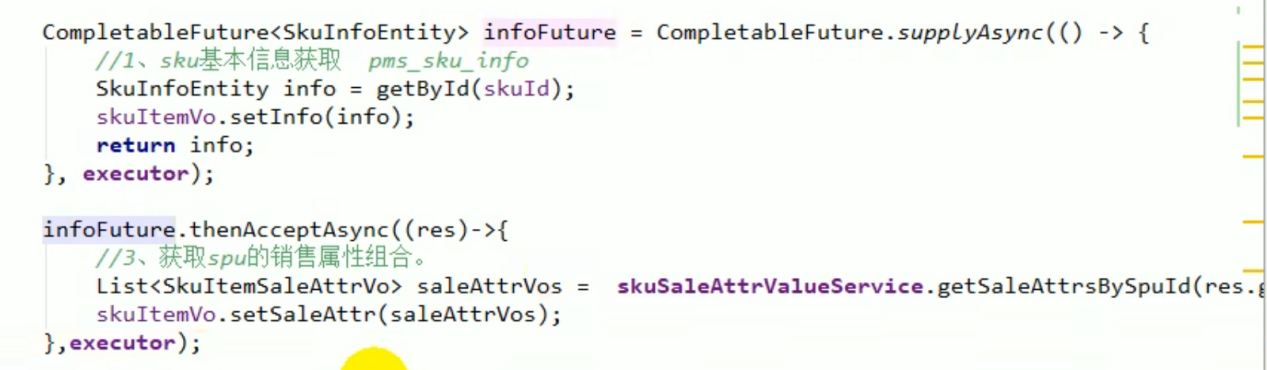 CompletableFuture<SkuInfoEntity> infoFuture = CompletableFuture.supplyAsync(() -> {
//1、sku基本信息获取 pms_sku_info
SkuInfoEntity info = getById(skuId);
skuItemVo.setInfo(info);
return info;
}, executor);
infoFuture.thenAcceptAsync((res)->{
//3、获取spu的销售属性组合。
List<SkuItemSaleAttrVo> saleAttrVos = skuSaleAttrValueService.getSaleAttrsBySpuId(res.
skuItemVo.setSaleAttr(saleAttrVos);
},executor);